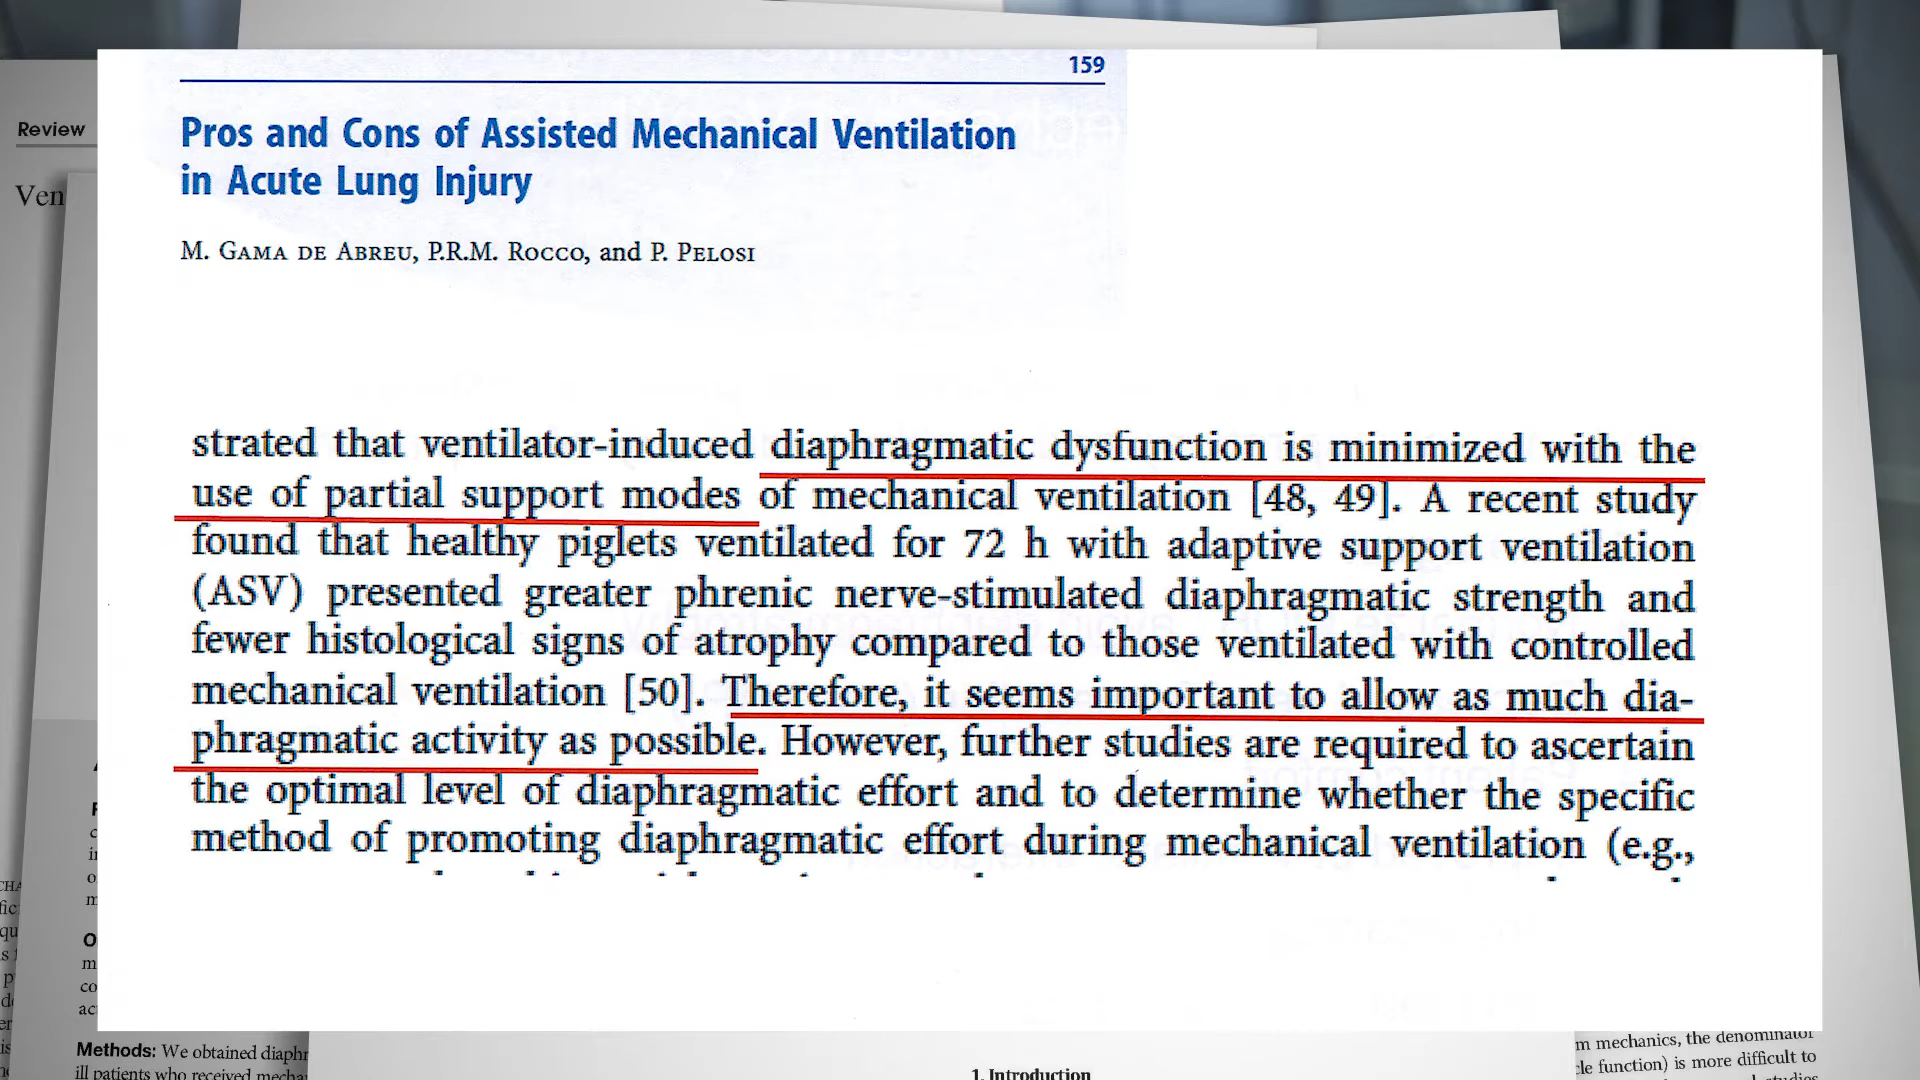 159
Pros and Cons of Assisted Mechanical Ventilation
in Acute Lung Injury
M. GAMA DE ABREU, P.R.M. ROCCO, and P. PELOSI
strated that ventilator-induced diaphragmatic dysfunction is minimized with the
use of partial support modes of mechanical ventilation [48, 49]. A recent study
found that healthy piglets ventilated for 72 h with adaptive support ventilation
(ASV) presented greater phrenic nerve-stimulated diaphragmatic strength and
fewer histological signs of atrophy compared to those ventilated with controlled
mechanical ventilation [50]. Therefore, it seems important to allow as much dia-
phragmatic activity as possible. However, further studies are required to ascertain
the optimal level of diaphragmatic effort and to determine whether the specific
method of promoting diaphragmatic effort during mechanical ventilation (e.g.,
Review
Ven
Methods: We obtained diaphr
ill patients who received mecha
1. Introduction
m mechanics, the denominator
cle function) is more difficult to